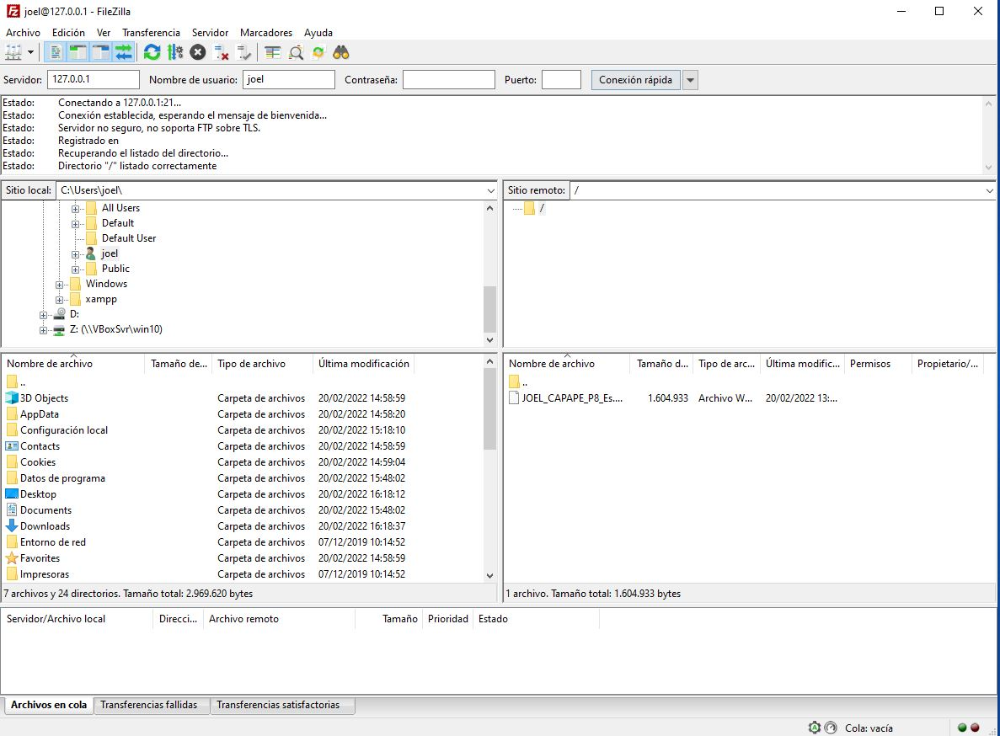 joel@127.0.0.1 - FileZilla
Archivo Edición Ver Transferencia Servidor Marcadores Ayuda
Servidor: 127.0.0.1 Nombre de usuario: joel Contraseña: Puerto: Conexión rápida
Estado: Conectando a 127.0.0.1:21...
Estado: Conexión establecida, esperando el mensaje de bienvenida...
Estado: Servidor no seguro, no soporta FTP sobre TLS.
Estado: Registrado en
Estado: Recuperando el listado del directorio...
Estado: Directorio "/" listado correctamente
Sitio local: C:\Users\joel\
All Users
Default
Default User
joel
Public
Windows
xampp
D:
Z: (\\VBoxSvr\win10)
Sitio remoto: /
/
Nombre de archivo Tamaño de... Tipo de archivo Última modificación
..
3D Objects Carpeta de archivos 20/02/2022 14:58:59
AppData Carpeta de archivos 20/02/2022 14:58:20
Configuración local Carpeta de archivos 20/02/2022 15:18:10
Contacts Carpeta de archivos 20/02/2022 14:58:59
Cookies Carpeta de archivos 20/02/2022 14:59:04
Datos de programa Carpeta de archivos 20/02/2022 15:48:02
Desktop Carpeta de archivos 20/02/2022 16:18:12
Documents Carpeta de archivos 20/02/2022 15:48:02
Downloads Carpeta de archivos 20/02/2022 16:18:37
Entorno de red Carpeta de archivos 07/12/2019 10:14:52
Favorites Carpeta de archivos 20/02/2022 14:58:59
Impresoras Carpeta de archivos 07/12/2019 10:14:52
7 archivos y 24 directorios. Tamaño total: 2.969.620 bytes
Nombre de archivo Tamaño d... Tipo de arc... Última modific... Permisos Propietario/...
..
JOEL_CAPAPE_P8_Es.... 1.604.933 Archivo W... 20/02/2022 13:...
1 archivo. Tamaño total: 1.604.933 bytes
Servidor/Archivo local Direcci... Archivo remoto Tamaño Prioridad Estado
Archivos en cola Transferencias fallidas Transferencias satisfactorias
Cola: vacía